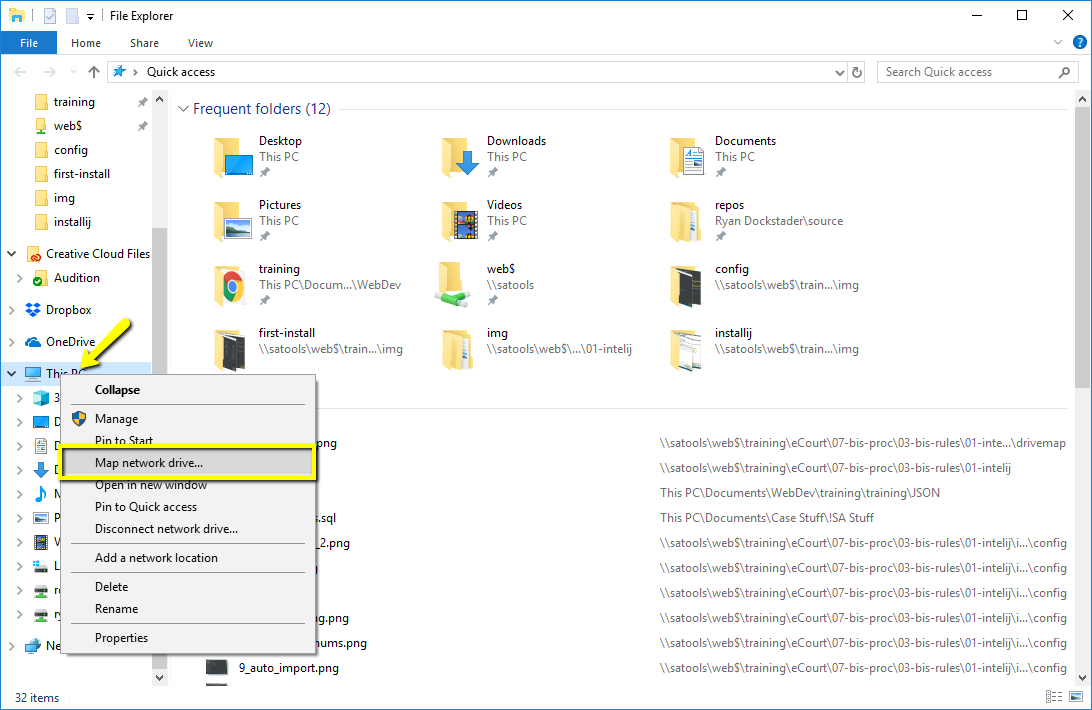 File Explorer
File
Home
Share
View
Quick access
Search Quick access
training
web$
config
first-install
img
installij
Creative Cloud Files
Audition
Dropbox
OneDrive
This
Frequent folders (12)
Desktop
This PC
Downloads
This PC
Documents
This PC
Pictures
This PC
Videos
This PC
repos
Ryan Dockstader\source
training
This PC\Docum...\WebDev
web$
\\satools
config
\\satools\web$\train...\img
first-install
\\satools\web$\train...\img
img
\\satools\web$\...\01-intelij
installij
\\satools\web$\train...\img
Collapse
Manage
Pin to Start
Map network drive...
Open in new window
Pin to Quick access
Disconnect network drive...
Add a network location
Delete
Rename
Properties
png
\\satools\web$\training\eCourt\07-bis-proc\03-bis-rules\01-inte...\drivemap
\\satools\web$\training\eCourt\07-bis-proc\03-bis-rules\01-intelij
This PC\Documents\WebDev\training\training\JSON
s.sql
This PC\Documents\Case Stuff\!SA Stuff
_2.png
\\satools\web$\training\eCourt\07-bis-proc\03-bis-rules\01-intelij\i...\config
\\satools\web$\training\eCourt\07-bis-proc\03-bis-rules\01-intelij\i...\config
\\satools\web$\training\eCourt\07-bis-proc\03-bis-rules\01-intelij\i...\config
g.png
\\satools\web$\training\eCourt\07-bis-proc\03-bis-rules\01-intelij\i...\config
nums.png
\\satools\web$\training\eCourt\07-bis-proc\03-bis-rules\01-intelij\i...\config
9_auto_import.png
\\satools\web$\training\eCourt\07-bis-proc\03-bis-rules\01-intelij\i...\config
32 items